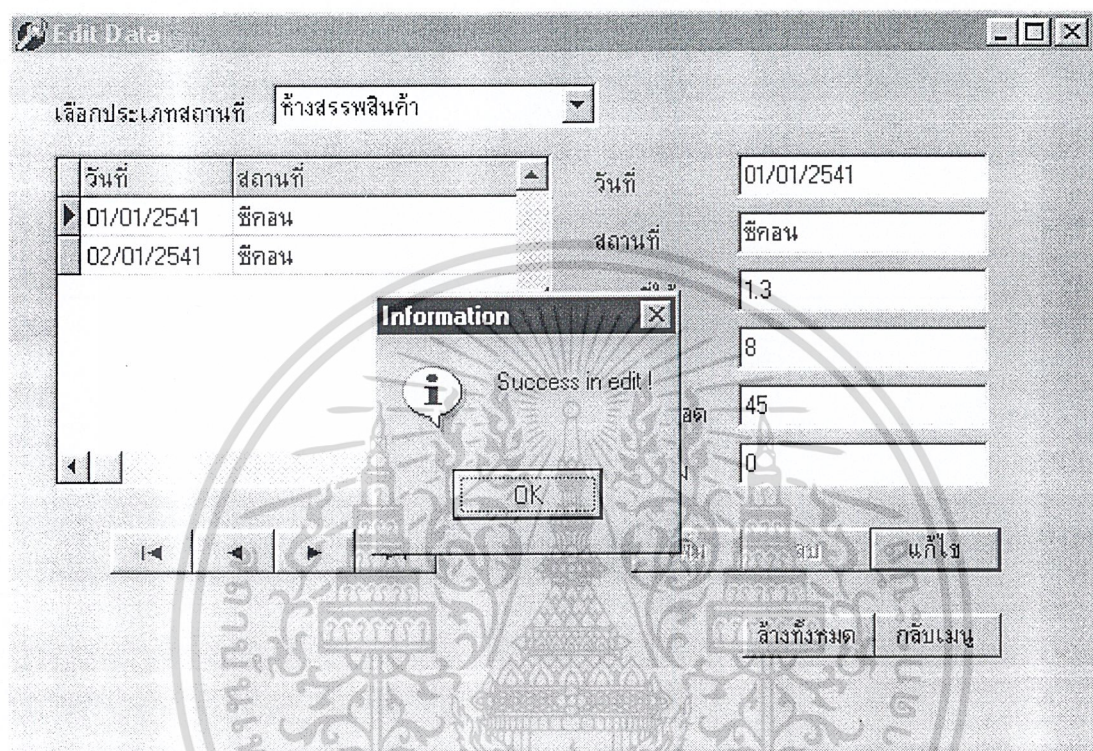 Edit Data
เลือกประเภทสถานที่ ห้างสรรพสินค้า
วันที่ สถานที่
01/01/2541 ซีคอน
02/01/2541 ซีคอน
วันที่ 01/01/2541
สถานที่ ซีคอน
1.3
8
45
0
Information
Success in edit !
OK
ลบ แก้ไข
ล้างทั้งหมด กลับเมนู